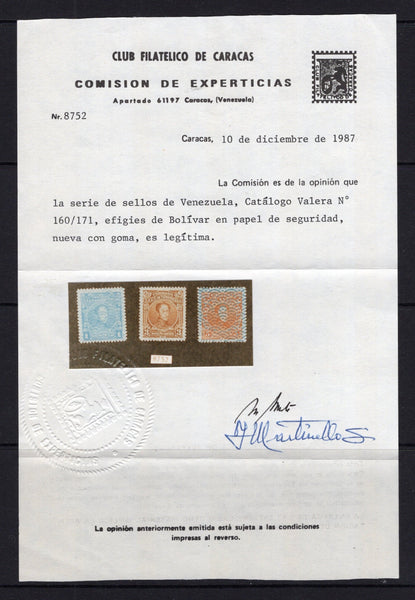 CLUB FILATELICO DE CARACAS
COMISION DE EXPERTICIAS
Apartado 61197 Caracas, (Venezuela)
Nr. 8752
Caracas, 10 de diciembre de 1987
La Comisión es de la opinión que
la serie de sellos de Venezuela, Catálogo Valera N°
160/171, efigies de Bolívar en papel de seguridad,
nueva con goma, es legítima.
8752
La opinión anteriormente emitida está sujeta a las condiciones
impresas al reverso.